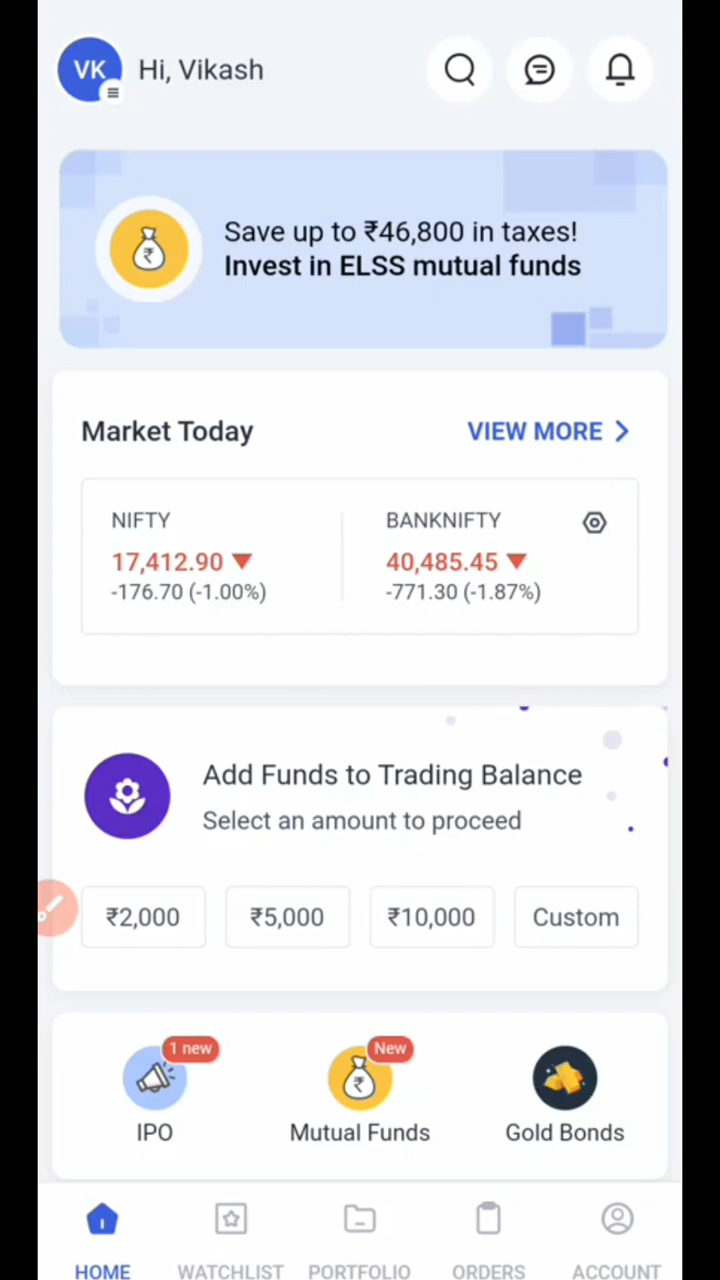 VK
Hi, Vikash
Save up to ₹46,800 in taxes!
Invest in ELSS mutual funds
Market Today
VIEW MORE
NIFTY
17,412.90
-176.70 (-1.00%)
BANKNIFTY
40,485.45
-771.30 (-1.87%)
Add Funds to Trading Balance
Select an amount to proceed
₹2,000
₹5,000
₹10,000
Custom
1 new
IPO
New
₹
Mutual Funds
Gold Bonds
HOME
WATCHLIST
PORTFOLIO
ORDERS
ACCOUNT